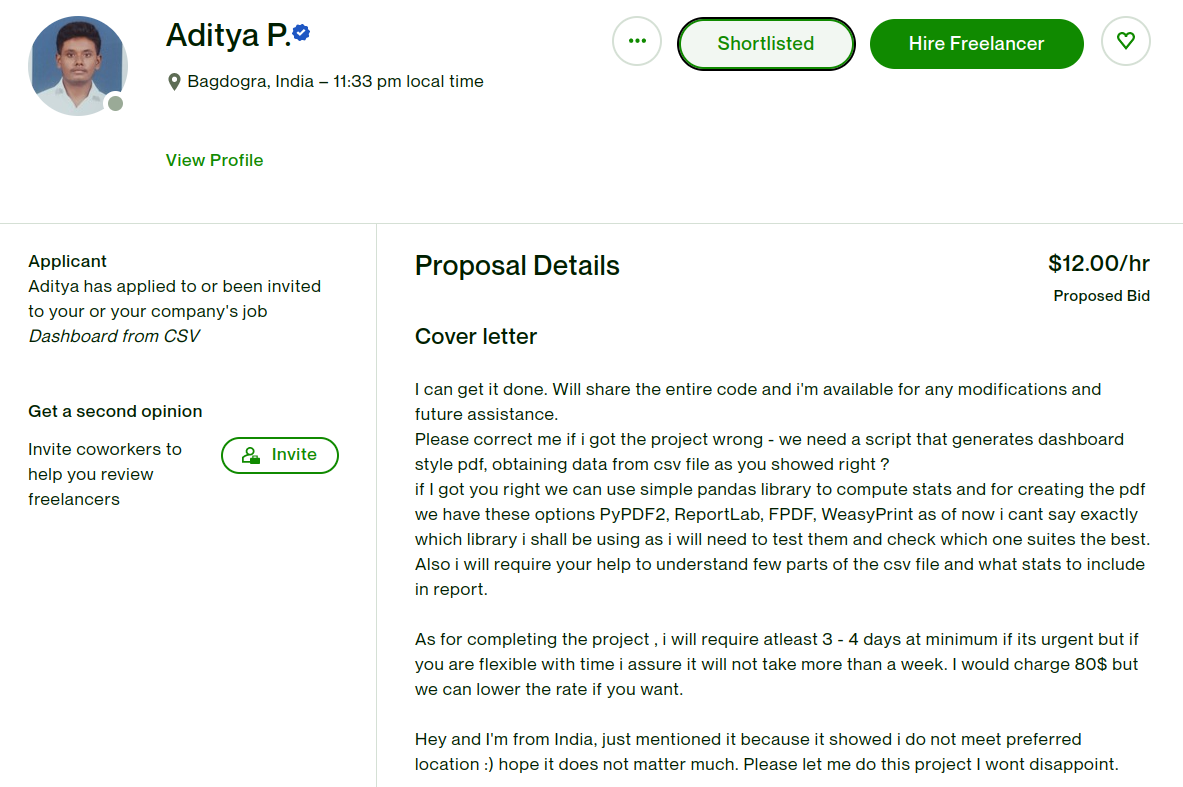 Aditya P.
Bagdogra, India – 11:33 pm local time
View Profile
Shortlisted
Hire Freelancer
Applicant
Aditya has applied to or been invited
to your or your company's job
Dashboard from CSV
Get a second opinion
Invite coworkers to
help you review
freelancers
Invite
Proposal Details
$12.00/hr
Proposed Bid
Cover letter
I can get it done. Will share the entire code and i'm available for any modifications and
future assistance.
Please correct me if i got the project wrong - we need a script that generates dashboard
style pdf, obtaining data from csv file as you showed right ?
if I got you right we can use simple pandas library to compute stats and for creating the pdf
we have these options PyPDF2, ReportLab, FPDF, WeasyPrint as of now i cant say exactly
which library i shall be using as i will need to test them and check which one suites the best.
Also i will require your help to understand few parts of the csv file and what stats to include
in report.
As for completing the project , i will require atleast 3 - 4 days at minimum if its urgent but if
you are flexible with time i assure it will not take more than a week. I would charge 80$ but
we can lower the rate if you want.
Hey and I'm from India, just mentioned it because it showed i do not meet preferred
location :) hope it does not matter much. Please let me do this project I wont disappoint.